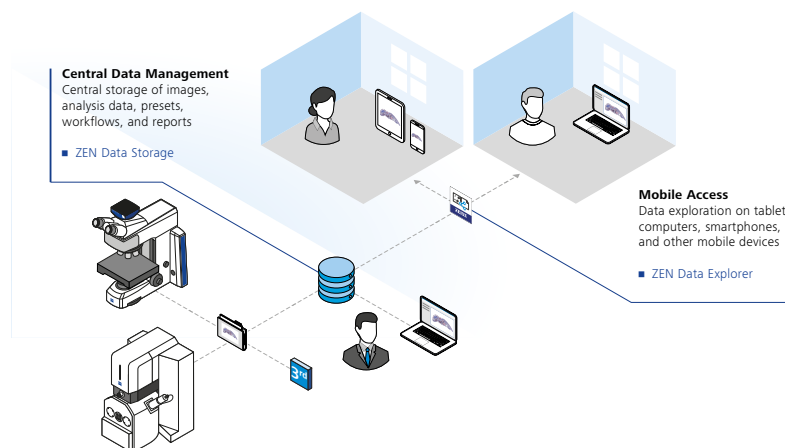 Central Data Management
Central storage of images,
analysis data, presets,
workflows, and reports
■ ZEN Data Storage
Mobile Access
Data exploration on tablet
computers, smartphones,
and other mobile devices
■ ZEN Data Explorer
3rd